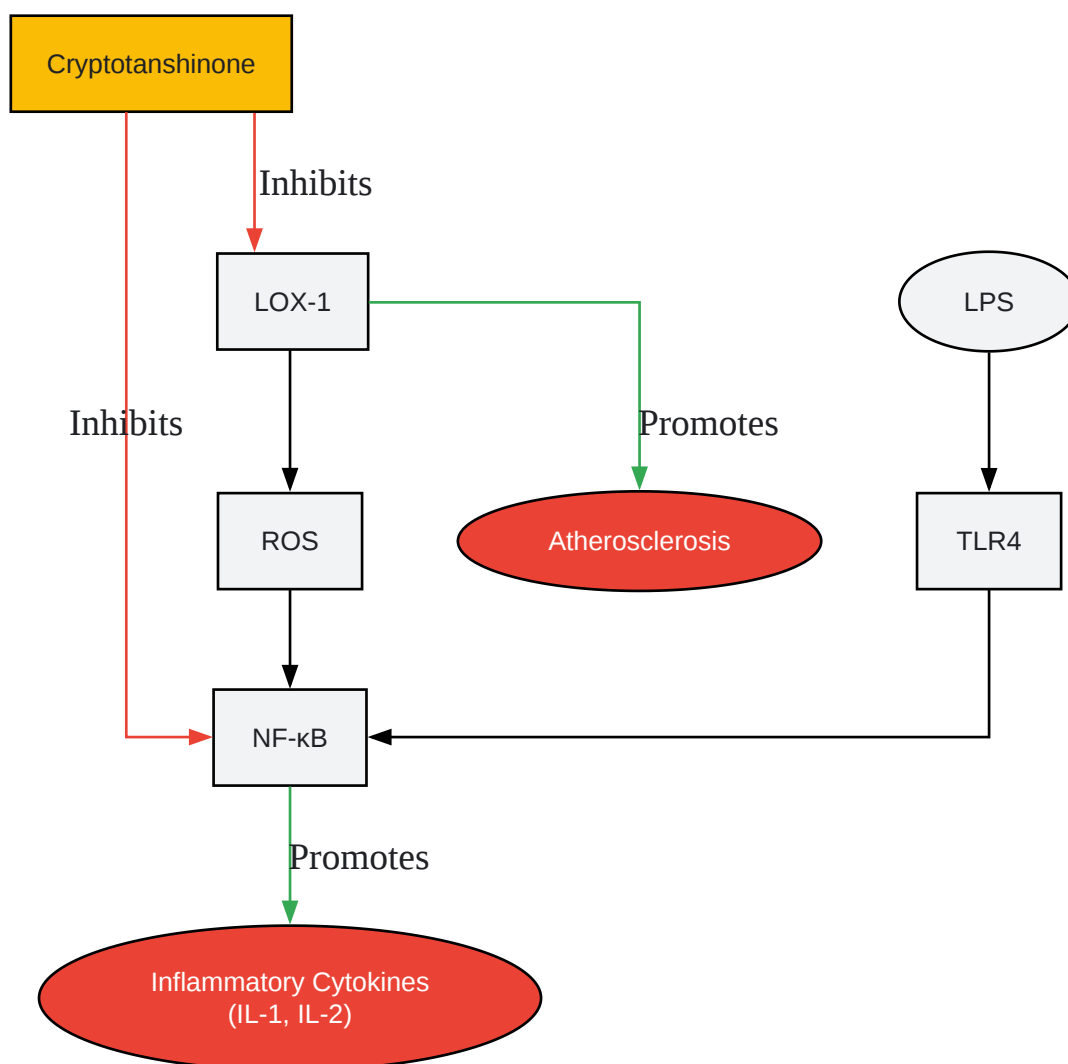 Cryptotanshinone
Inhibits
LOX-1
LPS
Inhibits
Promotes
ROS
Atherosclerosis
TLR4
NF-κB
Promotes
Inflammatory Cytokines
(IL-1, IL-2)